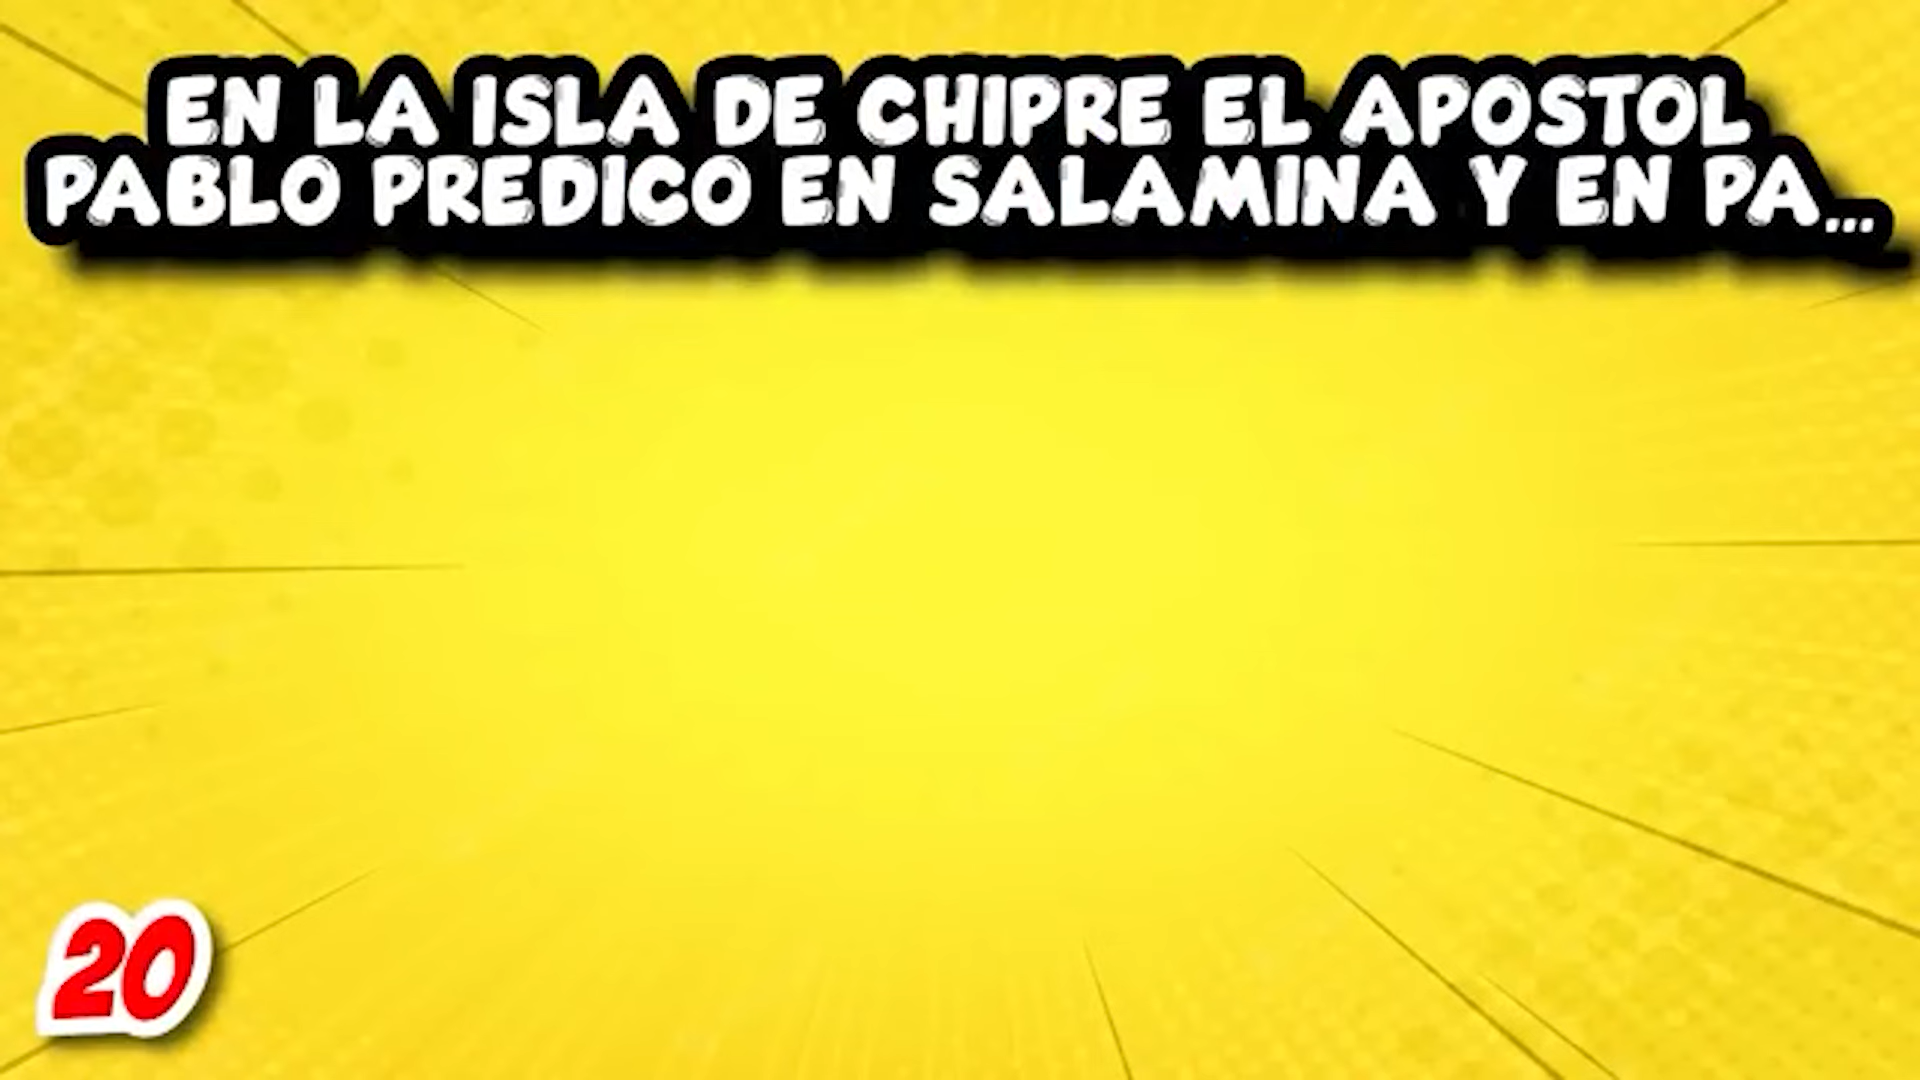 EN LA ISLA DE CHIPRE EL APOSTOL
PABLO PREDICO EN SALAMINA Y EN PA...
20